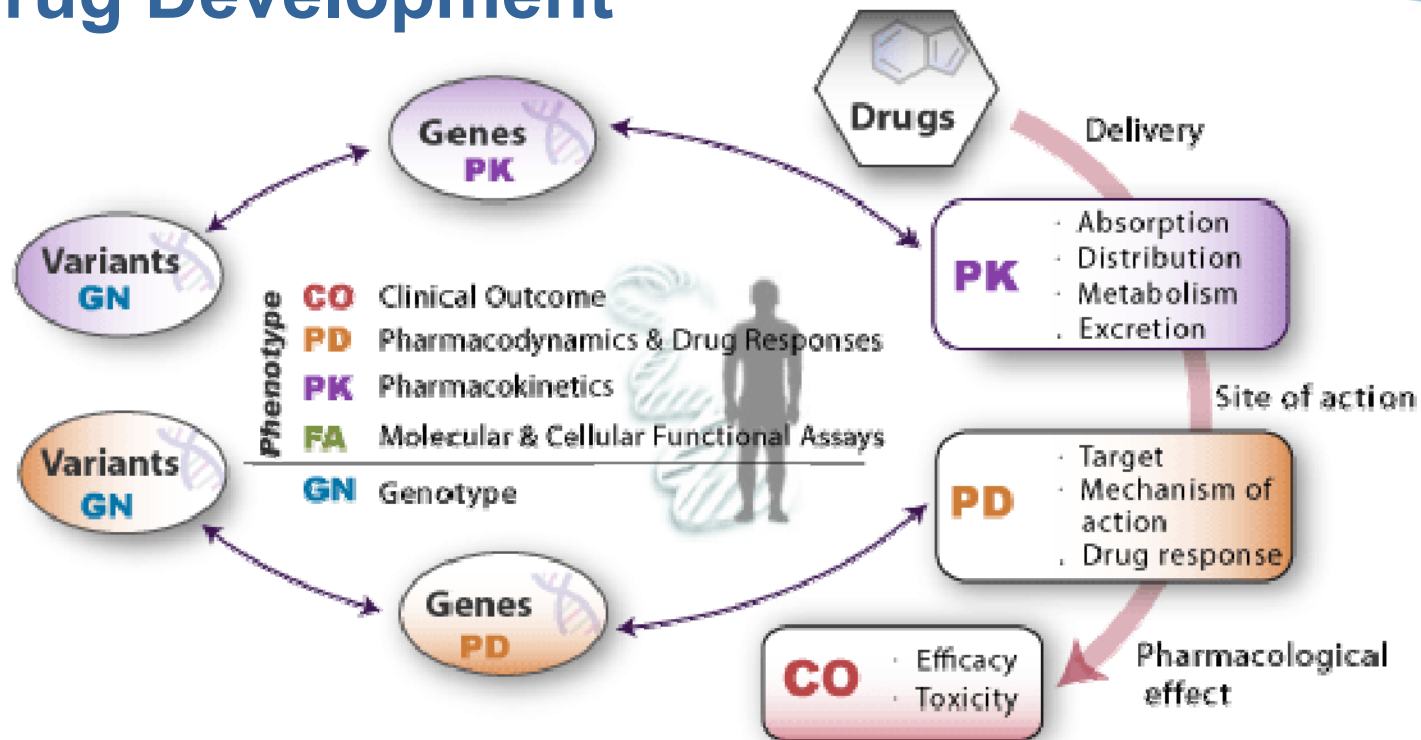 rug Development
Drugs
Delivery
Genes
PK
Variants
GN
PK
· Absorption
· Distribution
· Metabolism
. Excretion
Phenotype
CO Clinical Outcome
PD Pharmacodynamics & Drug Responses
PK Pharmacokinetics
FA Molecular & Cellular Functional Assays
GN Genotype
Site of action
Variants
GN
PD
· Target
· Mechanism of
action
. Drug response
Genes
PD
CO
· Efficacy
· Toxicity
Pharmacological
effect